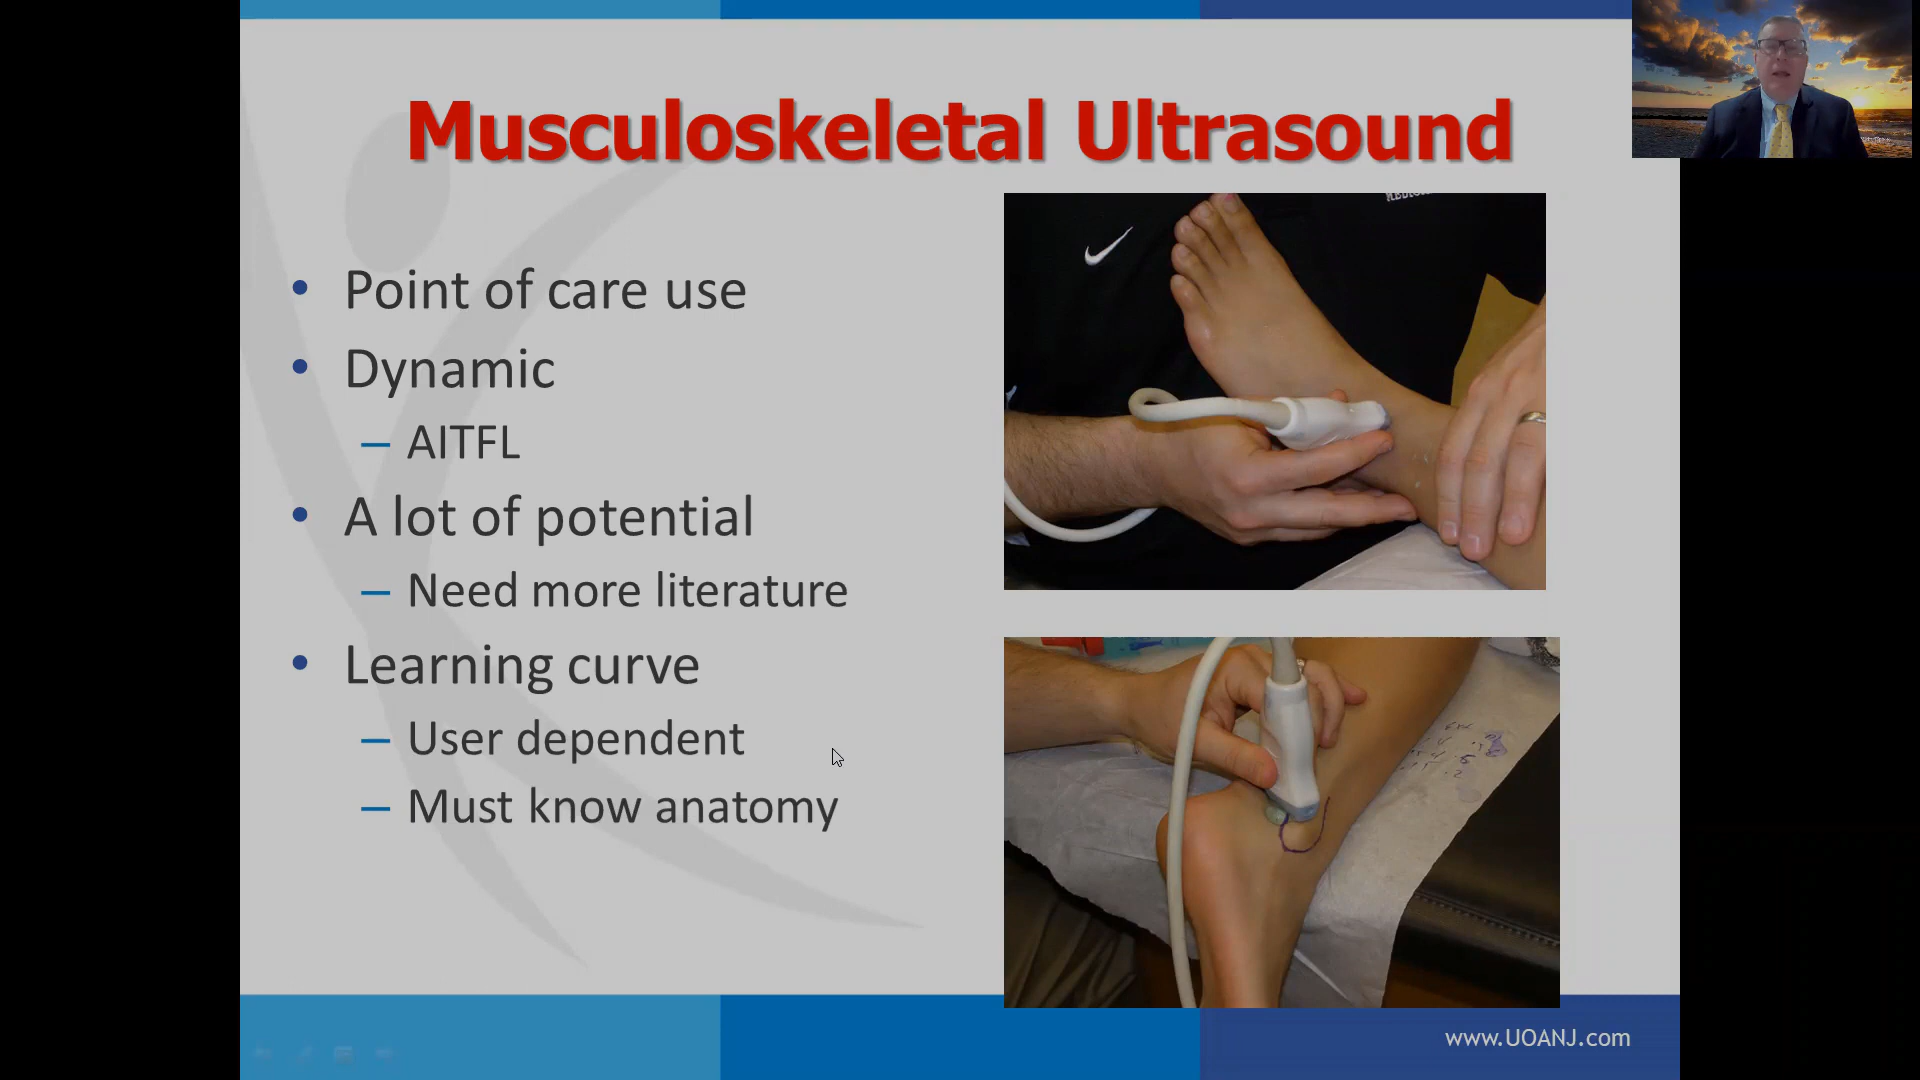 Musculoskeletal Ultrasound
• Point of care use
• Dynamic
– AITFL
• A lot of potential
– Need more literature
• Learning curve
– User dependent
– Must know anatomy
www.UOANJ.com